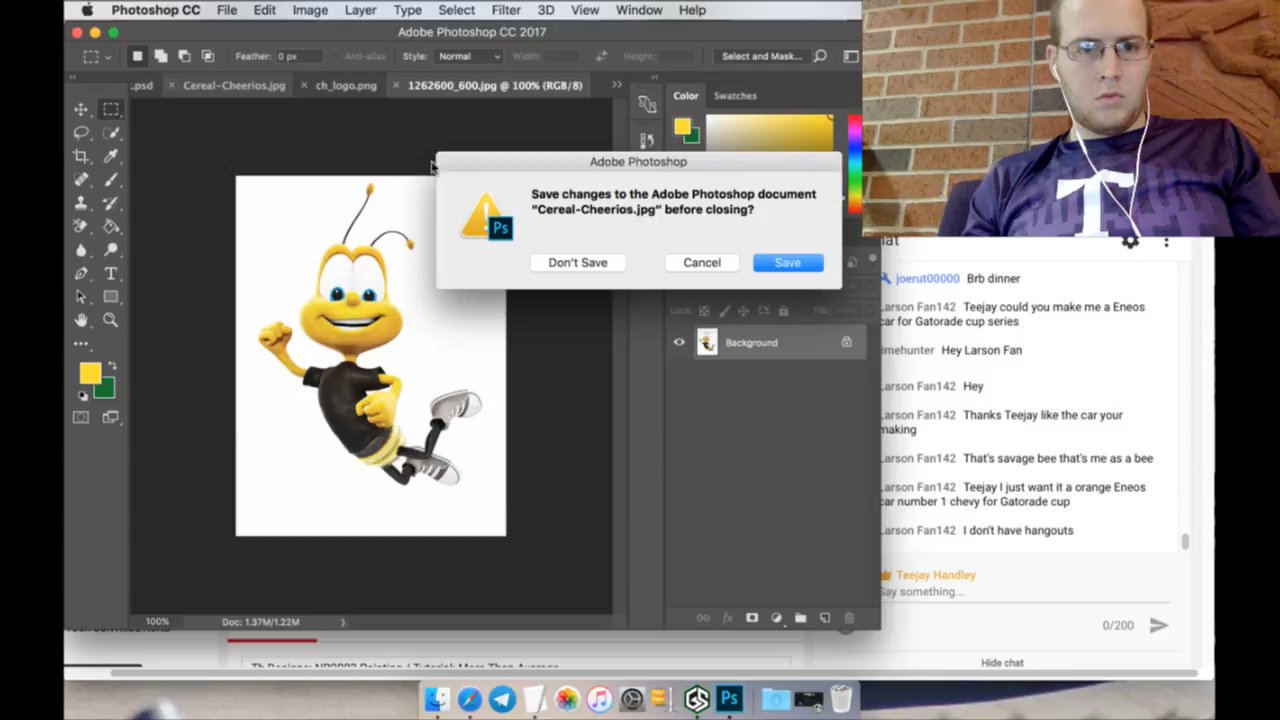 Photoshop CC File Edit Image Layer Type Select Filter 3D View Window Help
Adobe Photoshop CC 2017
Feather: 0 px Anti-alias Style: Normal Width: Height: Select and Mask...
.psd Cereal-Cheerios.jpg ch_logo.png 1262600_600.jpg @ 100% (RGB/8)
Color Swatches
Adobe Photoshop
Save changes to the Adobe Photoshop document
“Cereal-Cheerios.jpg” before closing?
Ps
Don't Save Cancel Save
T
hat
joerut00000 Brb dinner
Larson Fan142 Teejay could you make me a Eneos
car for Gatorade cup series
imehunter Hey Larson Fan
Larson Fan142 Hey
Larson Fan142 Thanks Teejay like the car your
making
Larson Fan142 That's savage bee that's me as a bee
Larson Fan142 Teejay I just want it a orange Eneos
car number 1 chevy for Gatorade cup
Larson Fan142 I don't have hangouts
Teejay Handley
Say something...
0/200
Hide chat
Lock: Fill:
Background
100% Doc: 1.37M/1.22M
Ps